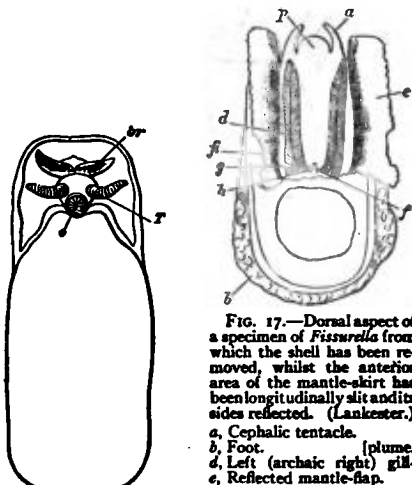 br
T
o
p
a
d
e
fi
g
h
f
b
FIG. 17.—Dorsal aspect of
a specimen of Fissurella from
which the shell has been re-
moved, whilst the anterior
area of the mantle-skirt has
been longitudinally slit and its
sides reflected. (Lankester.)
a, Cephalic tentacle.
b, Foot. [plume.
d, Left (archaic right) gill-
e, Reflected mantle-flap.